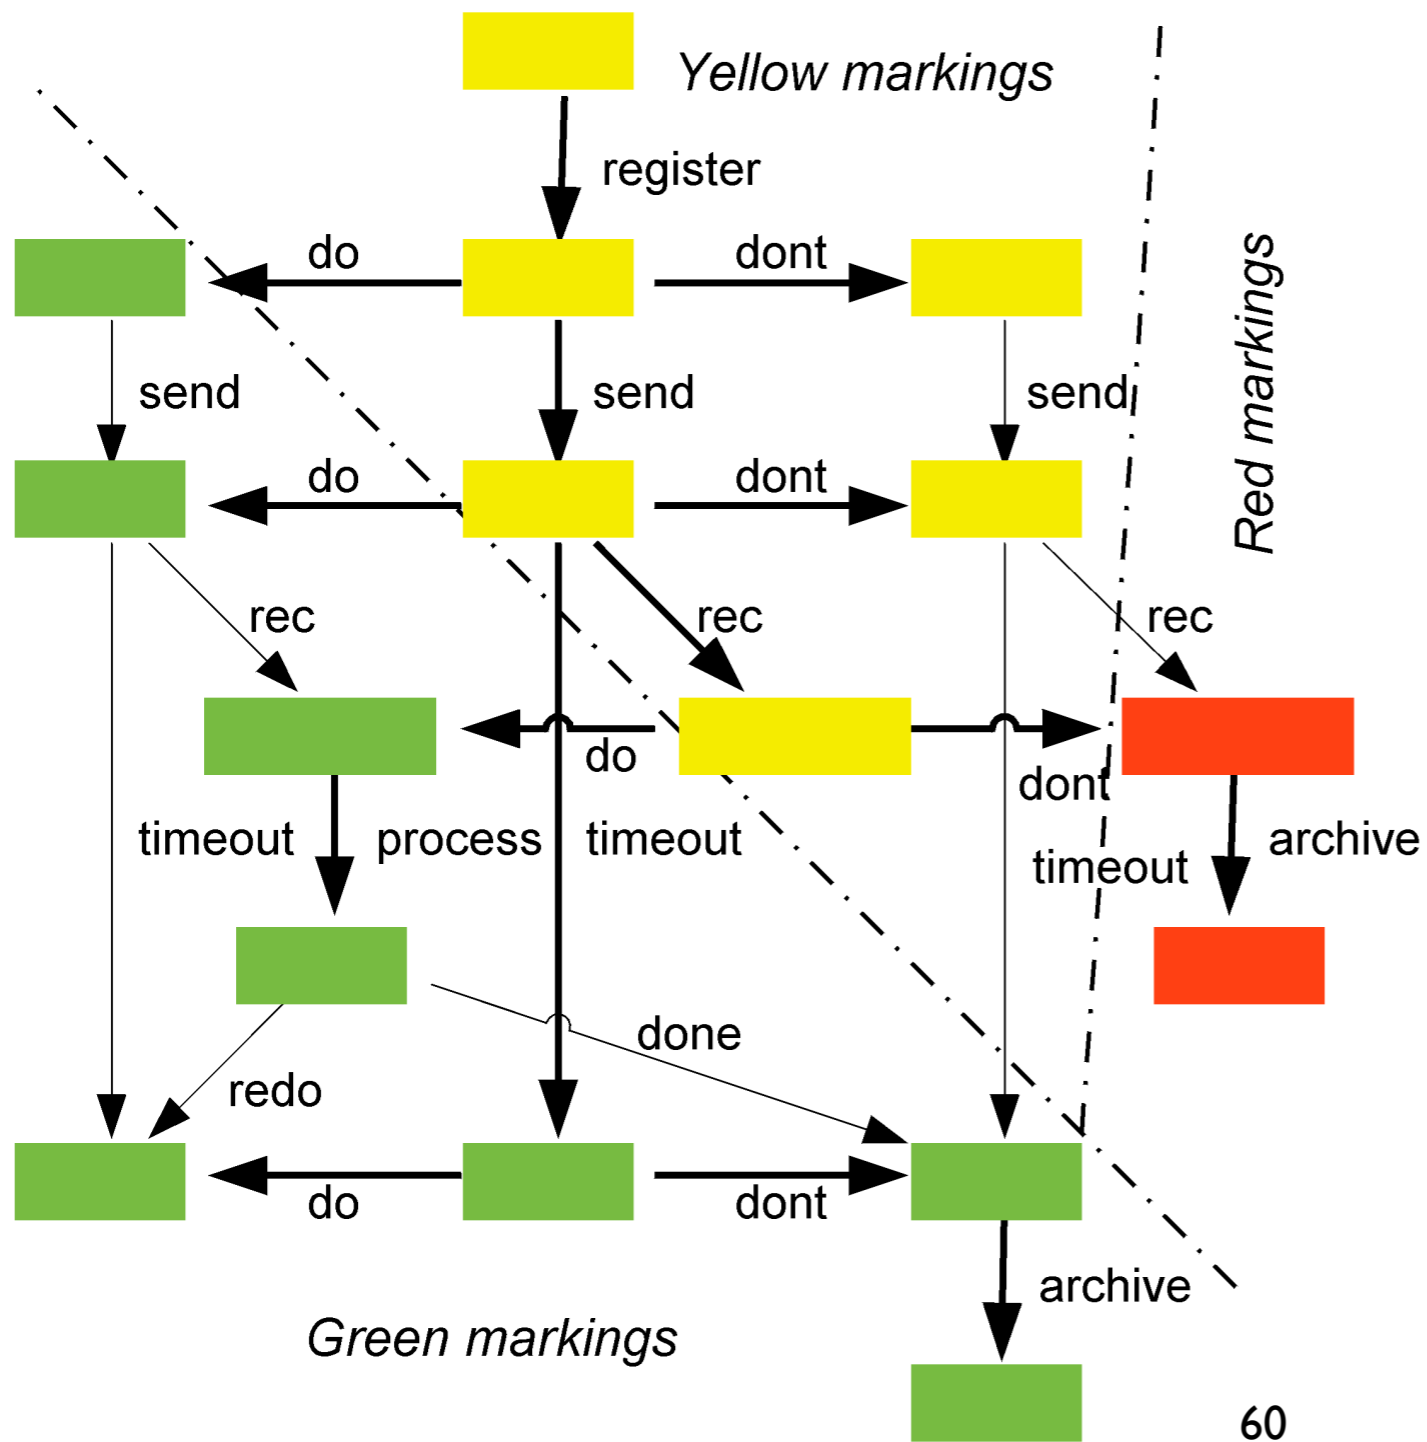 Yellow markings
register
do
dont
Red markings
send
send
send
do
dont
rec
rec
rec
do
dont
timeout
process
timeout
timeout
archive
done
redo
do
dont
archive
Green markings
60